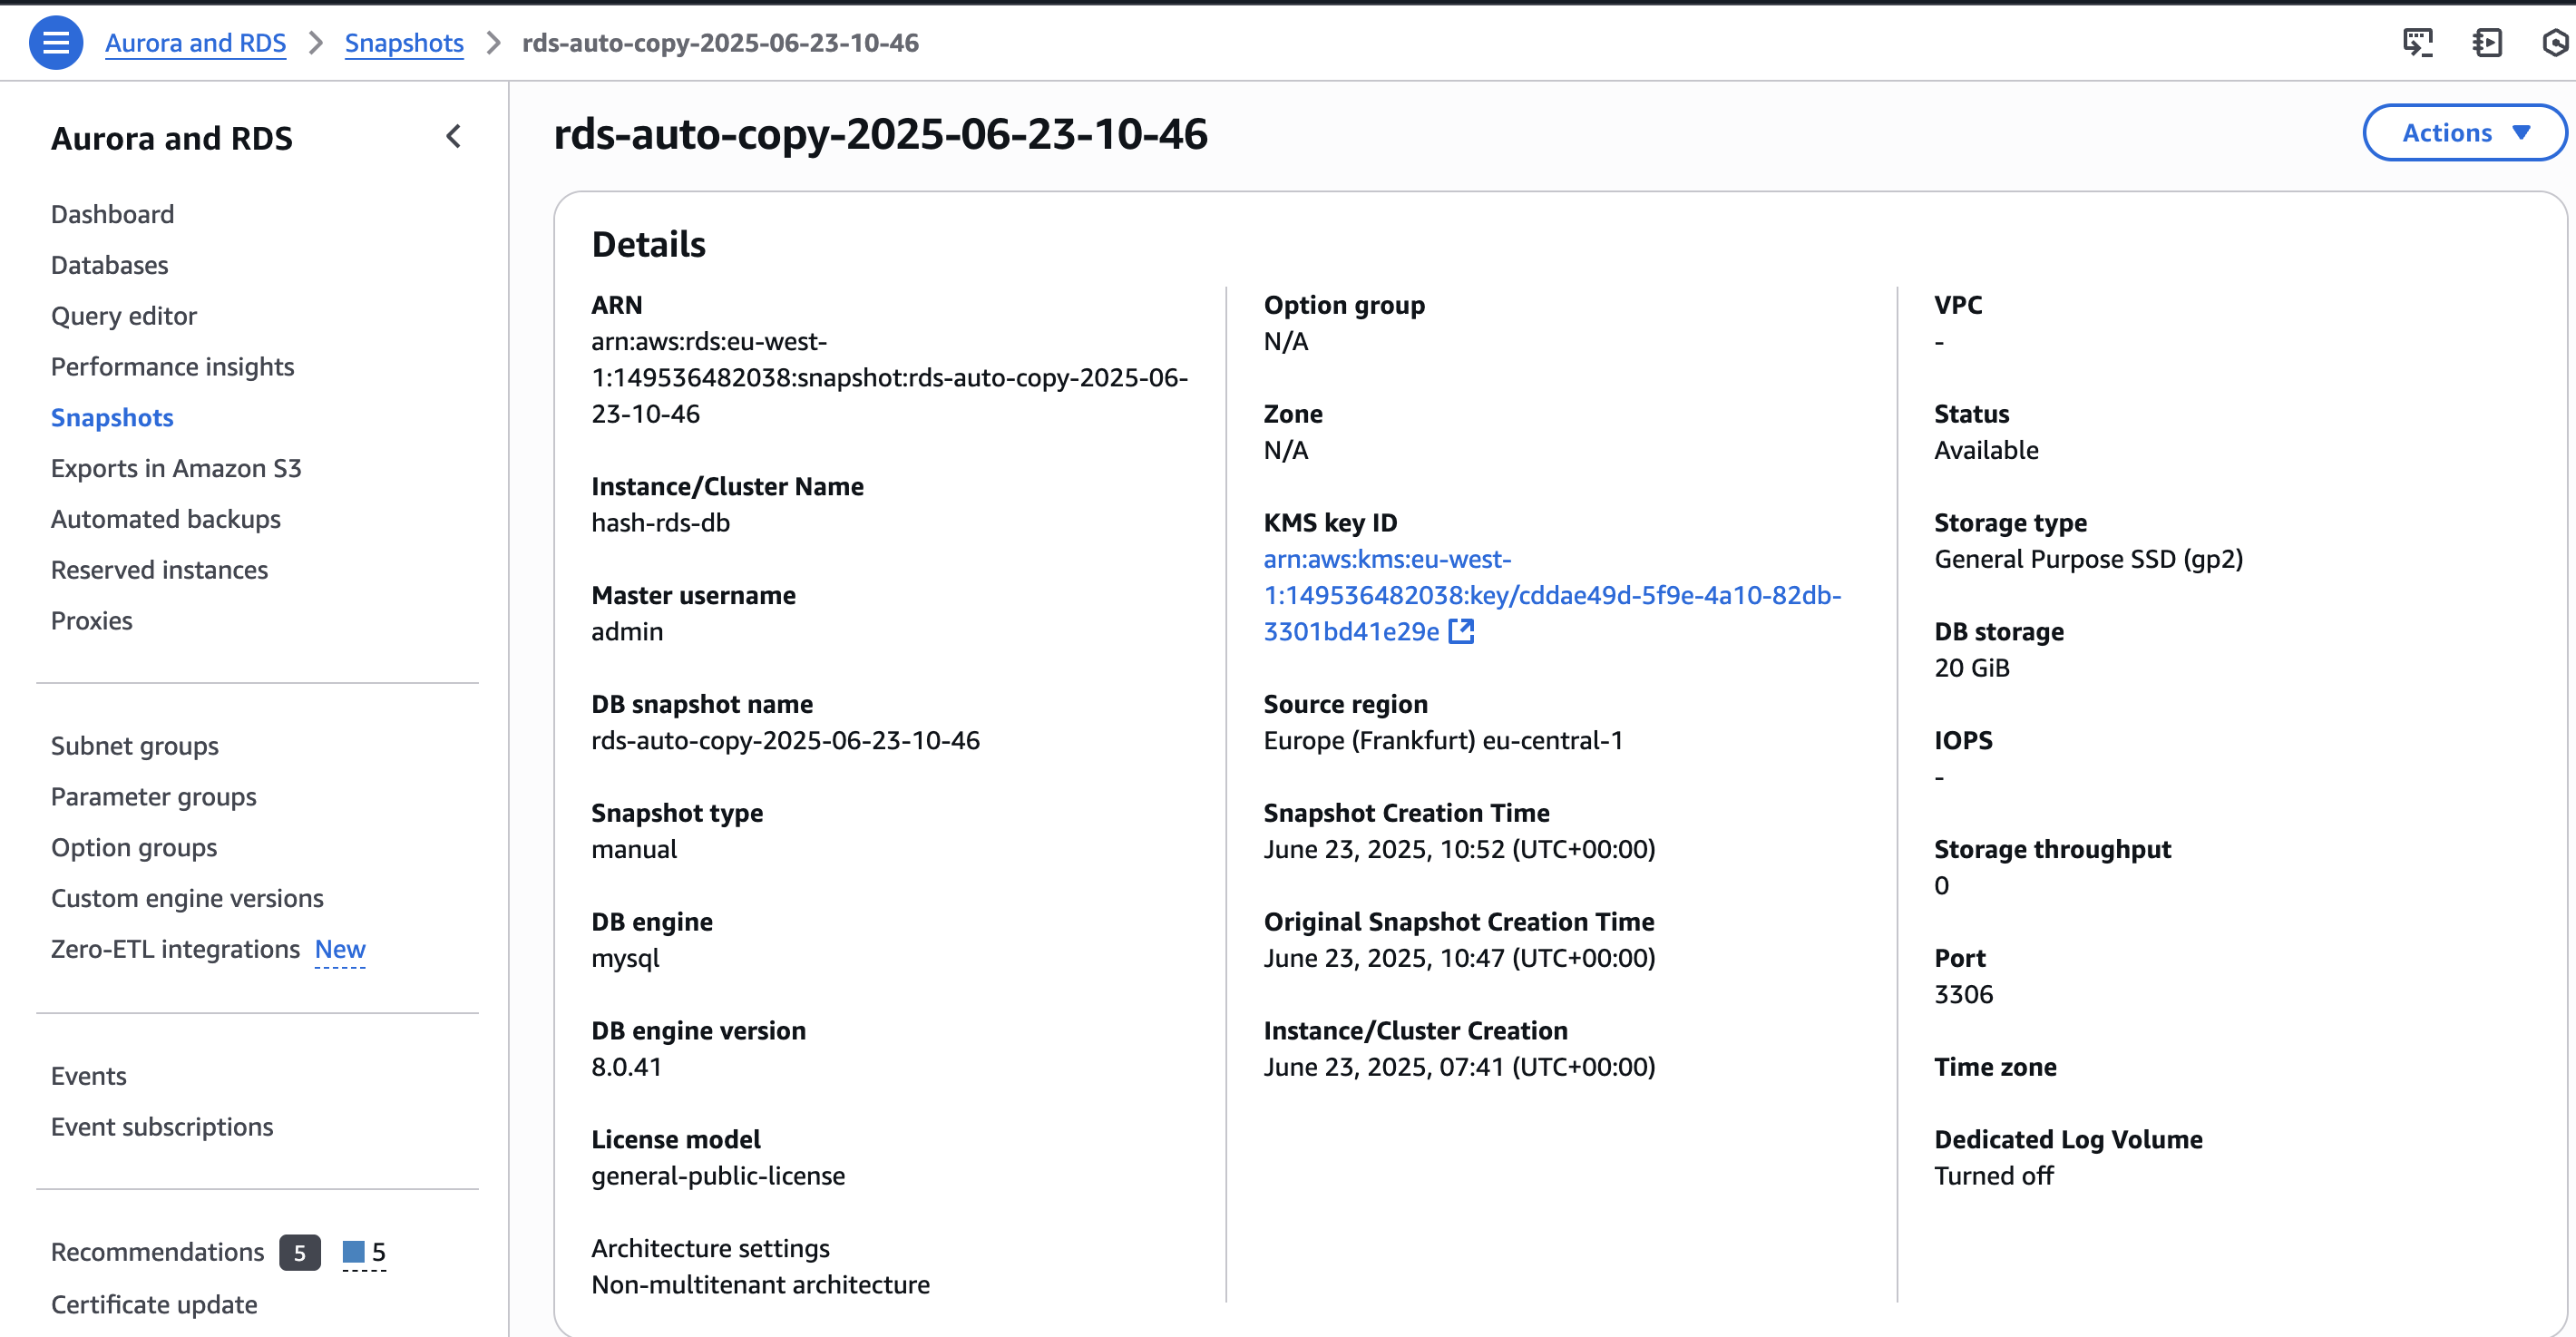 Aurora and RDS > Snapshots > rds-auto-copy-2025-06-23-10-46
Aurora and RDS
Dashboard
Databases
Query editor
Performance insights
Snapshots
Exports in Amazon S3
Automated backups
Reserved instances
Proxies
Subnet groups
Parameter groups
Option groups
Custom engine versions
Zero-ETL integrations New
Events
Event subscriptions
Recommendations 5 5
Certificate update
rds-auto-copy-2025-06-23-10-46
Actions
Details
ARN
arn:aws:rds:eu-west-
1:149536482038:snapshot:rds-auto-copy-2025-06-
23-10-46
Instance/Cluster Name
hash-rds-db
Master username
admin
DB snapshot name
rds-auto-copy-2025-06-23-10-46
Snapshot type
manual
DB engine
mysql
DB engine version
8.0.41
License model
general-public-license
Architecture settings
Non-multitenant architecture
Option group
N/A
Zone
N/A
KMS key ID
arn:aws:kms:eu-west-
1:149536482038:key/cddae49d-5f9e-4a10-82db-
3301bd41e29e
Source region
Europe (Frankfurt) eu-central-1
Snapshot Creation Time
June 23, 2025, 10:52 (UTC+00:00)
Original Snapshot Creation Time
June 23, 2025, 10:47 (UTC+00:00)
Instance/Cluster Creation
June 23, 2025, 07:41 (UTC+00:00)
VPC
-
Status
Available
Storage type
General Purpose SSD (gp2)
DB storage
20 GiB
IOPS
-
Storage throughput
0
Port
3306
Time zone
Dedicated Log Volume
Turned off